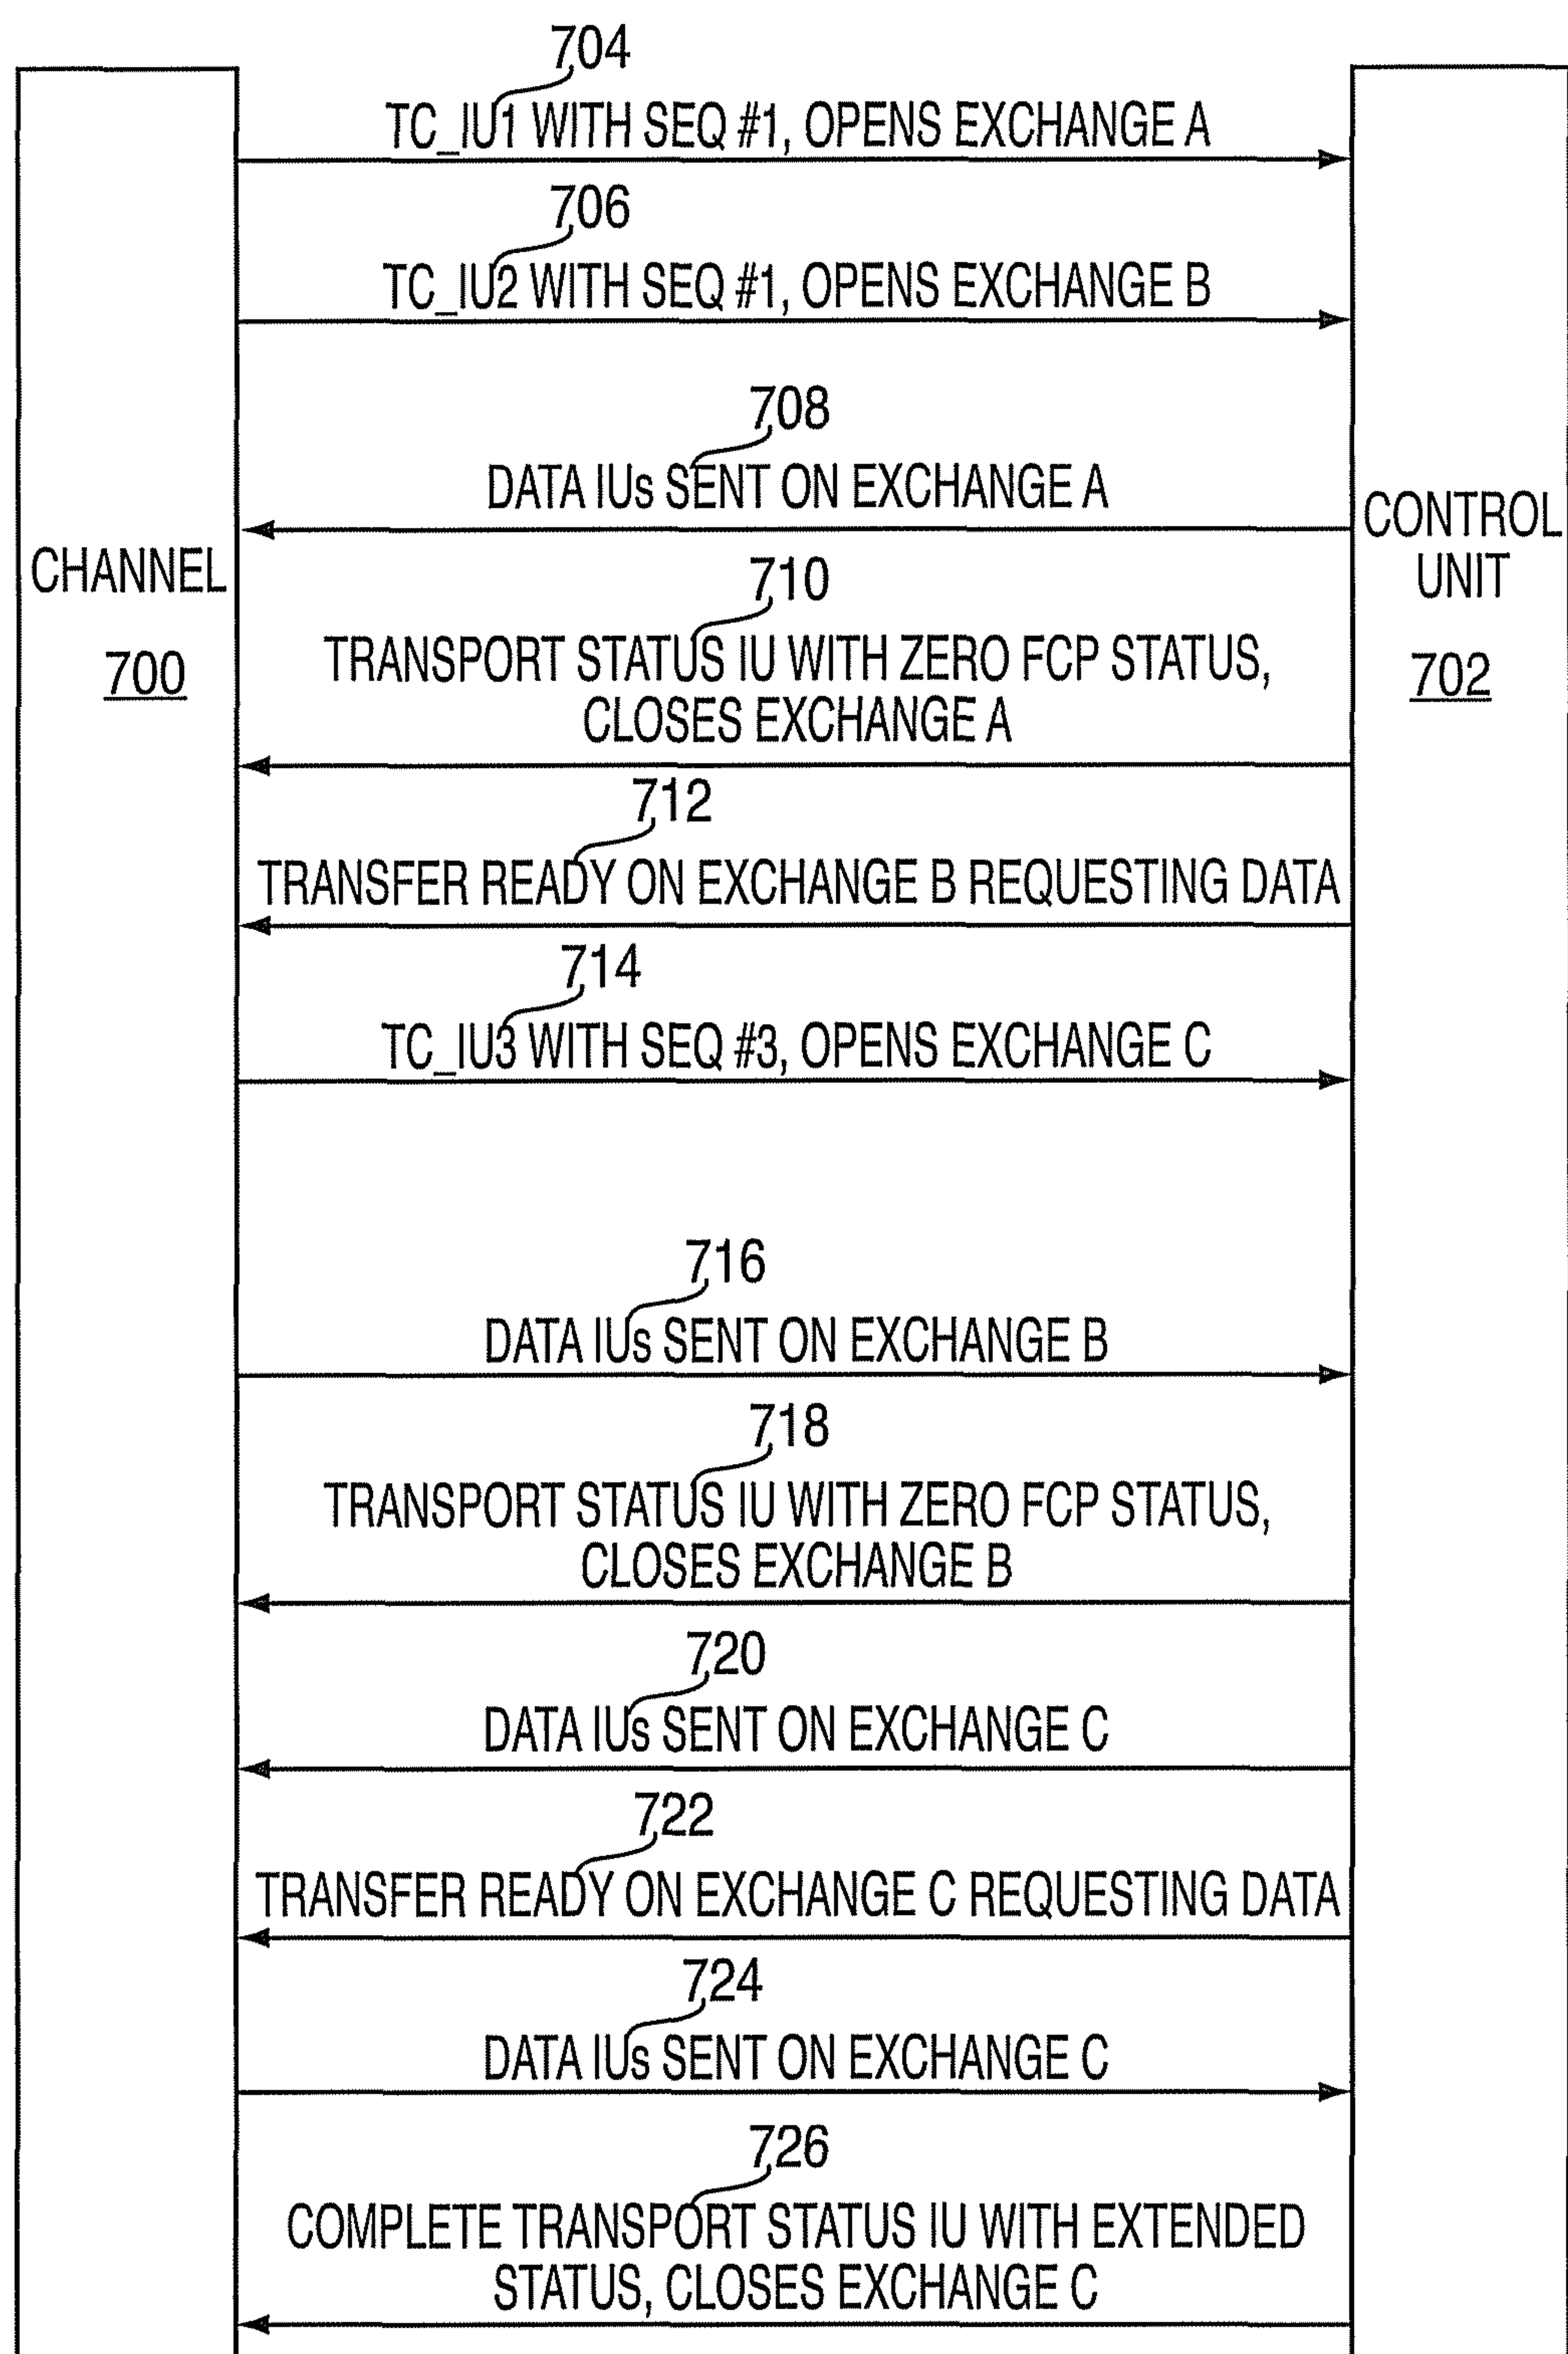 704
TC_IU1 WITH SEQ #1, OPENS EXCHANGE A
706
TC_IU2 WITH SEQ #1, OPENS EXCHANGE B
708
DATA IUs SENT ON EXCHANGE A
CHANNEL
700
CONTROL
UNIT
702
710
TRANSPORT STATUS IU WITH ZERO FCP STATUS,
CLOSES EXCHANGE A
712
TRANSFER READY ON EXCHANGE B REQUESTING DATA
714
TC_IU3 WITH SEQ #3, OPENS EXCHANGE C
716
DATA IUs SENT ON EXCHANGE B
718
TRANSPORT STATUS IU WITH ZERO FCP STATUS,
CLOSES EXCHANGE B
720
DATA IUs SENT ON EXCHANGE C
722
TRANSFER READY ON EXCHANGE C REQUESTING DATA
724
DATA IUs SENT ON EXCHANGE C
726
COMPLETE TRANSPORT STATUS IU WITH EXTENDED
STATUS, CLOSES EXCHANGE C